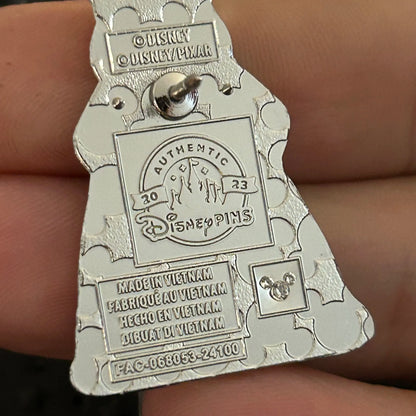 © DISNEY
© DISNEY/PIXAR
AUTHENTIC
20 23
DISNEY PINS
MADE IN VIETNAM
FABRIQUÉ AU VIETNAM
HECHO EN VIETNAM
DIBUAT DI VIETNAM
FAC-068053-24100